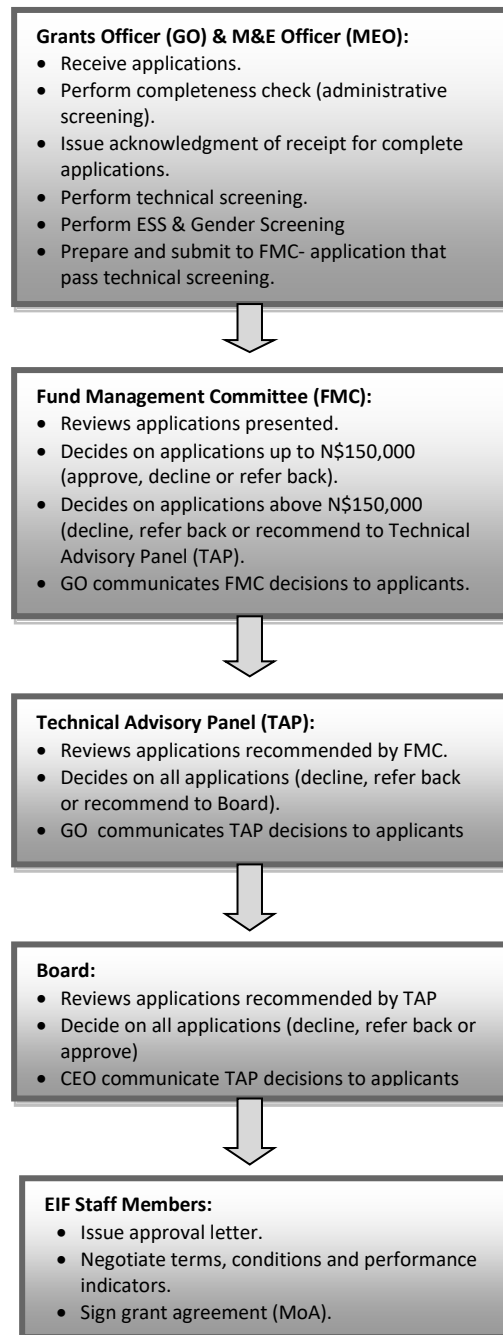 Grants Officer (GO) & M&E Officer (MEO):
• Receive applications.
• Perform completeness check (administrative
screening).
• Issue acknowledgment of receipt for complete
applications.
• Perform technical screening.
• Perform ESS & Gender Screening
• Prepare and submit to FMC- application that
pass technical screening.
Fund Management Committee (FMC):
• Reviews applications presented.
• Decides on applications up to N$150,000
(approve, decline or refer back).
• Decides on applications above N$150,000
(decline, refer back or recommend to Technical
Advisory Panel (TAP).
• GO communicates FMC decisions to applicants.
Technical Advisory Panel (TAP):
• Reviews applications recommended by FMC.
• Decides on all applications (decline, refer back
or recommend to Board).
• GO communicates TAP decisions to applicants
Board:
• Reviews applications recommended by TAP
• Decide on all applications (decline, refer back or
approve)
• CEO communicate TAP decisions to applicants
EIF Staff Members:
• Issue approval letter.
• Negotiate terms, conditions and performance
indicators.
• Sign grant agreement (MoA).